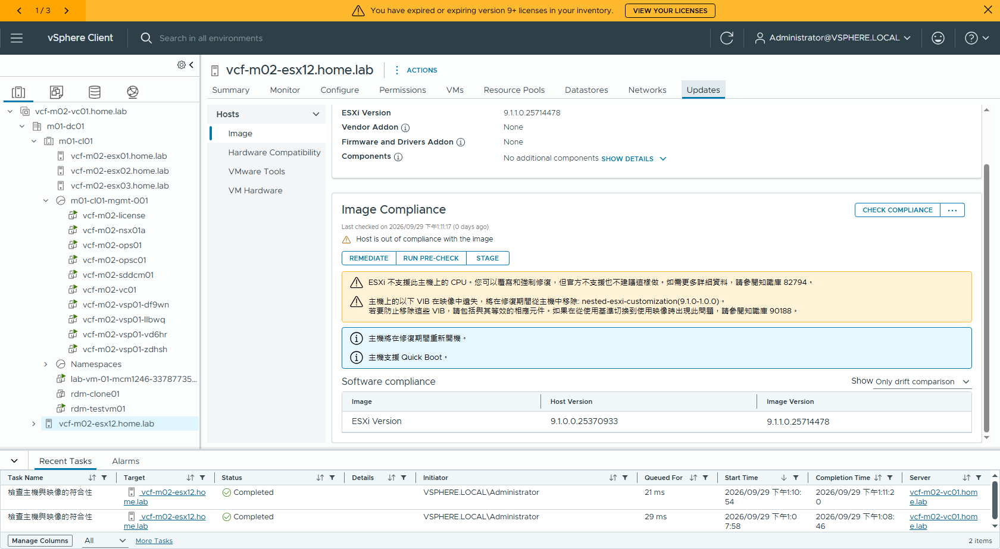 1 / 3
You have expired or expiring version 9+ licenses in your inventory.
VIEW YOUR LICENSES
vSphere Client
Search in all environments
Administrator@VSPHERE.LOCAL
vcf-m02-vc01.home.lab
m01-dc01
m01-cl01
vcf-m02-esx01.home.lab
vcf-m02-esx02.home.lab
vcf-m02-esx03.home.lab
m01-cl01-mgmt-001
vcf-m02-license
vcf-m02-nsx01a
vcf-m02-ops01
vcf-m02-opsc01
vcf-m02-sddcm01
vcf-m02-vc01
vcf-m02-vsp01-df9wn
vcf-m02-vsp01-llbwq
vcf-m02-vsp01-vd6hr
vcf-m02-vsp01-zdhsh
Namespaces
lab-vm-01-mcm1246-33787735...
rdm-clone01
rdm-testvm01
vcf-m02-esx12.home.lab
vcf-m02-esx12.home.lab
ACTIONS
Summary Monitor Configure Permissions VMs Resource Pools Datastores Networks Updates
Hosts
Image
Hardware Compatibility
VMware Tools
VM Hardware
ESXi Version 9.1.1.0.25714478
Vendor Addon None
Firmware and Drivers Addon None
Components No additional components SHOW DETAILS
Image Compliance
CHECK COMPLIANCE ...
Last checked on 2026/09/29 下午1:11:17 (0 days ago)
Host is out of compliance with the image
REMEDIATE RUN PRE-CHECK STAGE
ESXi 不支援此主機上的 CPU。您可以覆寫和強制修復，但官方不支援也不建議這樣做。如需更多詳細資料，請參閱知識庫 82794。
主機上的以下 VIB 在映像中遺失，將在修復期間從主機中移除: nested-esxi-customization(9.1.0-1.0.0)。
若要防止移除這些 VIB，請包括與其等效的相應元件。如果在從使用基準切換到使用映像時出現此問題，請參閱知識庫 90188。
主機將在修復期間重新開機。
主機支援 Quick Boot。
Software compliance
Show Only drift comparison
Image Host Version Image Version
ESXi Version 9.1.0.0.25370933 9.1.1.0.25714478
Recent Tasks Alarms
Task Name Target Status Details Initiator Queued For Start Time Completion Time Server
檢查主機與映像的符合性 vcf-m02-esx12.ho Completed VSPHERE.LOCAL\Administrator 21 ms 2026/09/29 下午1:10: 2026/09/29 下午1:11:2 vcf-m02-vc01.hom
me.lab 54 0 e.lab
檢查主機與映像的符合性 vcf-m02-esx12.ho Completed VSPHERE.LOCAL\Administrator 29 ms 2026/09/29 下午1:0 2026/09/29 下午1:08: vcf-m02-vc01.hom
me.lab 7:58 46 e.lab
Manage Columns All More Tasks 2 items